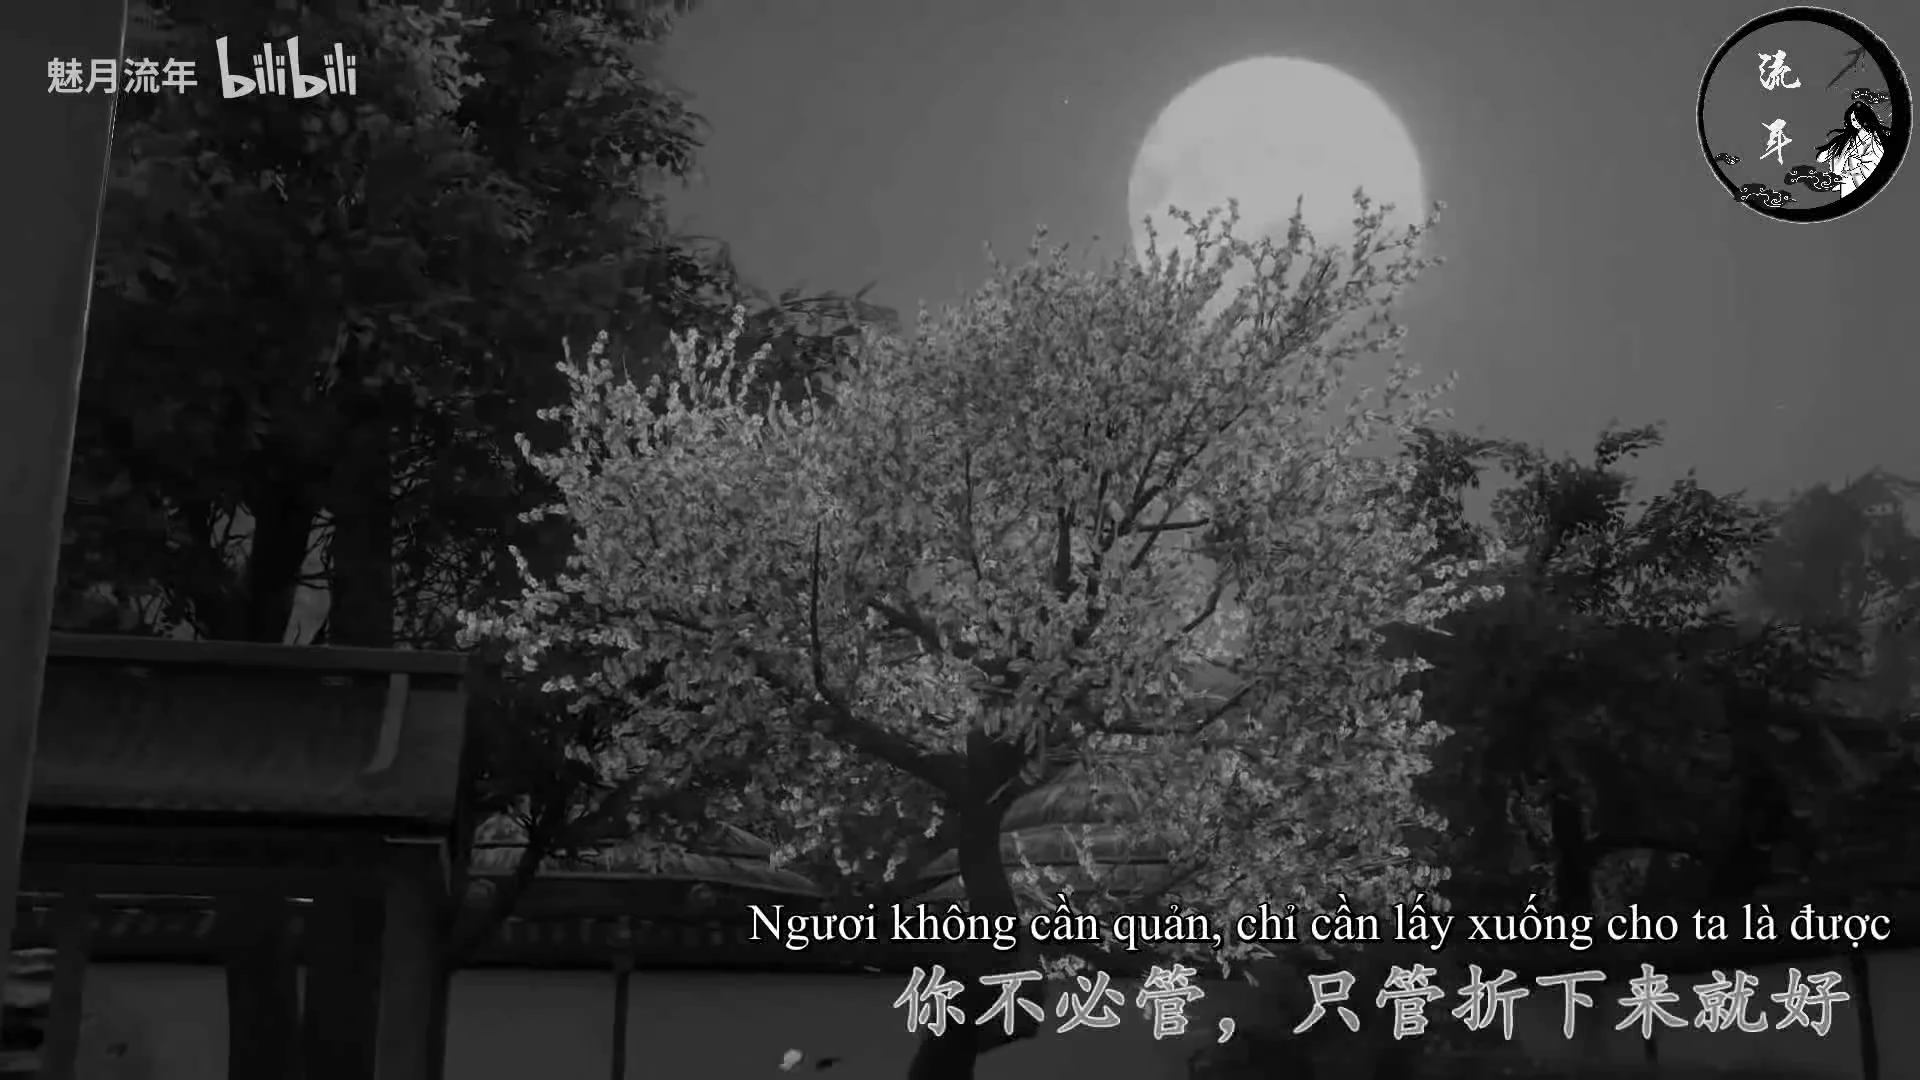 魅月流年 bilibili
流
耳
Ngươi không cần quản, chỉ cần lấy xuống cho ta là được
你不必管，只管折下来就好